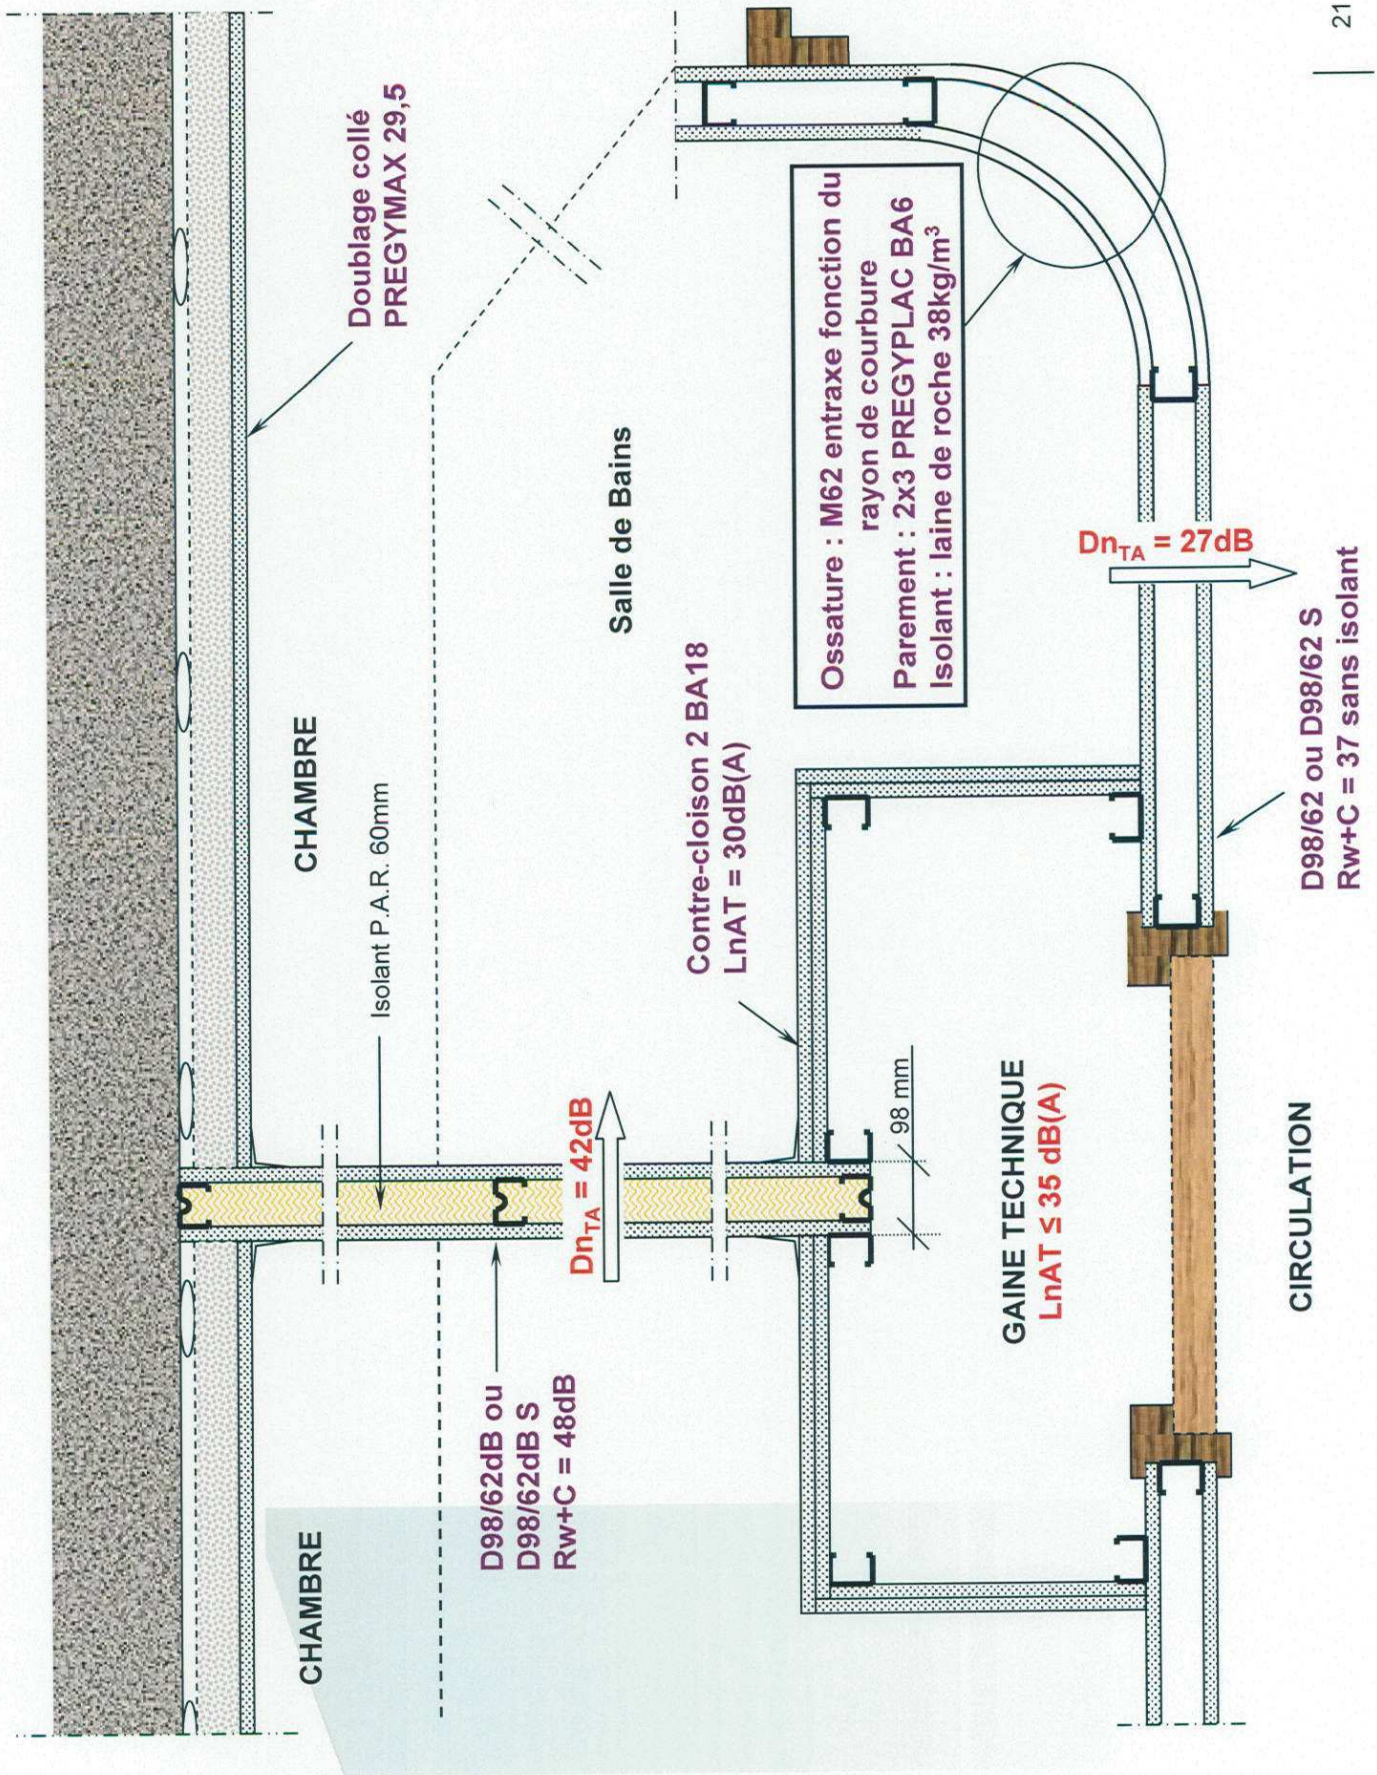 Doublage collé
PREGYMAX 29,5
CHAMBRE
CHAMBRE
Isolant P.A.R. 60mm
D98/62dB ou
D98/62dB S
Rw+C = 48dB
DnTA = 42dB
Salle de Bains
Contre-cloison 2 BA18
LnAT = 30dB(A)
Ossature : M62 entraxe fonction du
rayon de courbure
Parement : 2x3 PREGYPLAC BA6
Isolant : laine de roche 38kg/m³
98 mm
GAINE TECHNIQUE
LnAT ≤ 35 dB(A)
DnTA = 27dB
CIRCULATION
D98/62 ou D98/62 S
Rw+C = 37 sans isolant
21